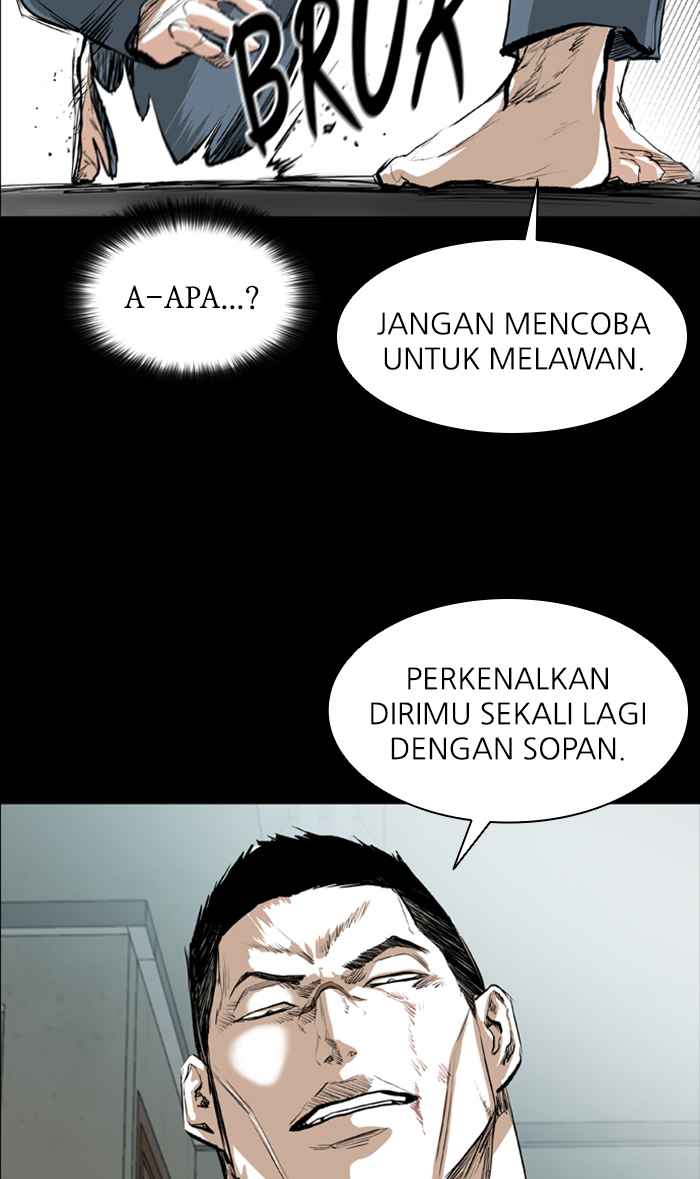 BRUK
A-APA...?
JANGAN MENCOBA
UNTUK MELAWAN.
PERKENALKAN
DIRIMU SEKALI LAGI
DENGAN SOPAN.